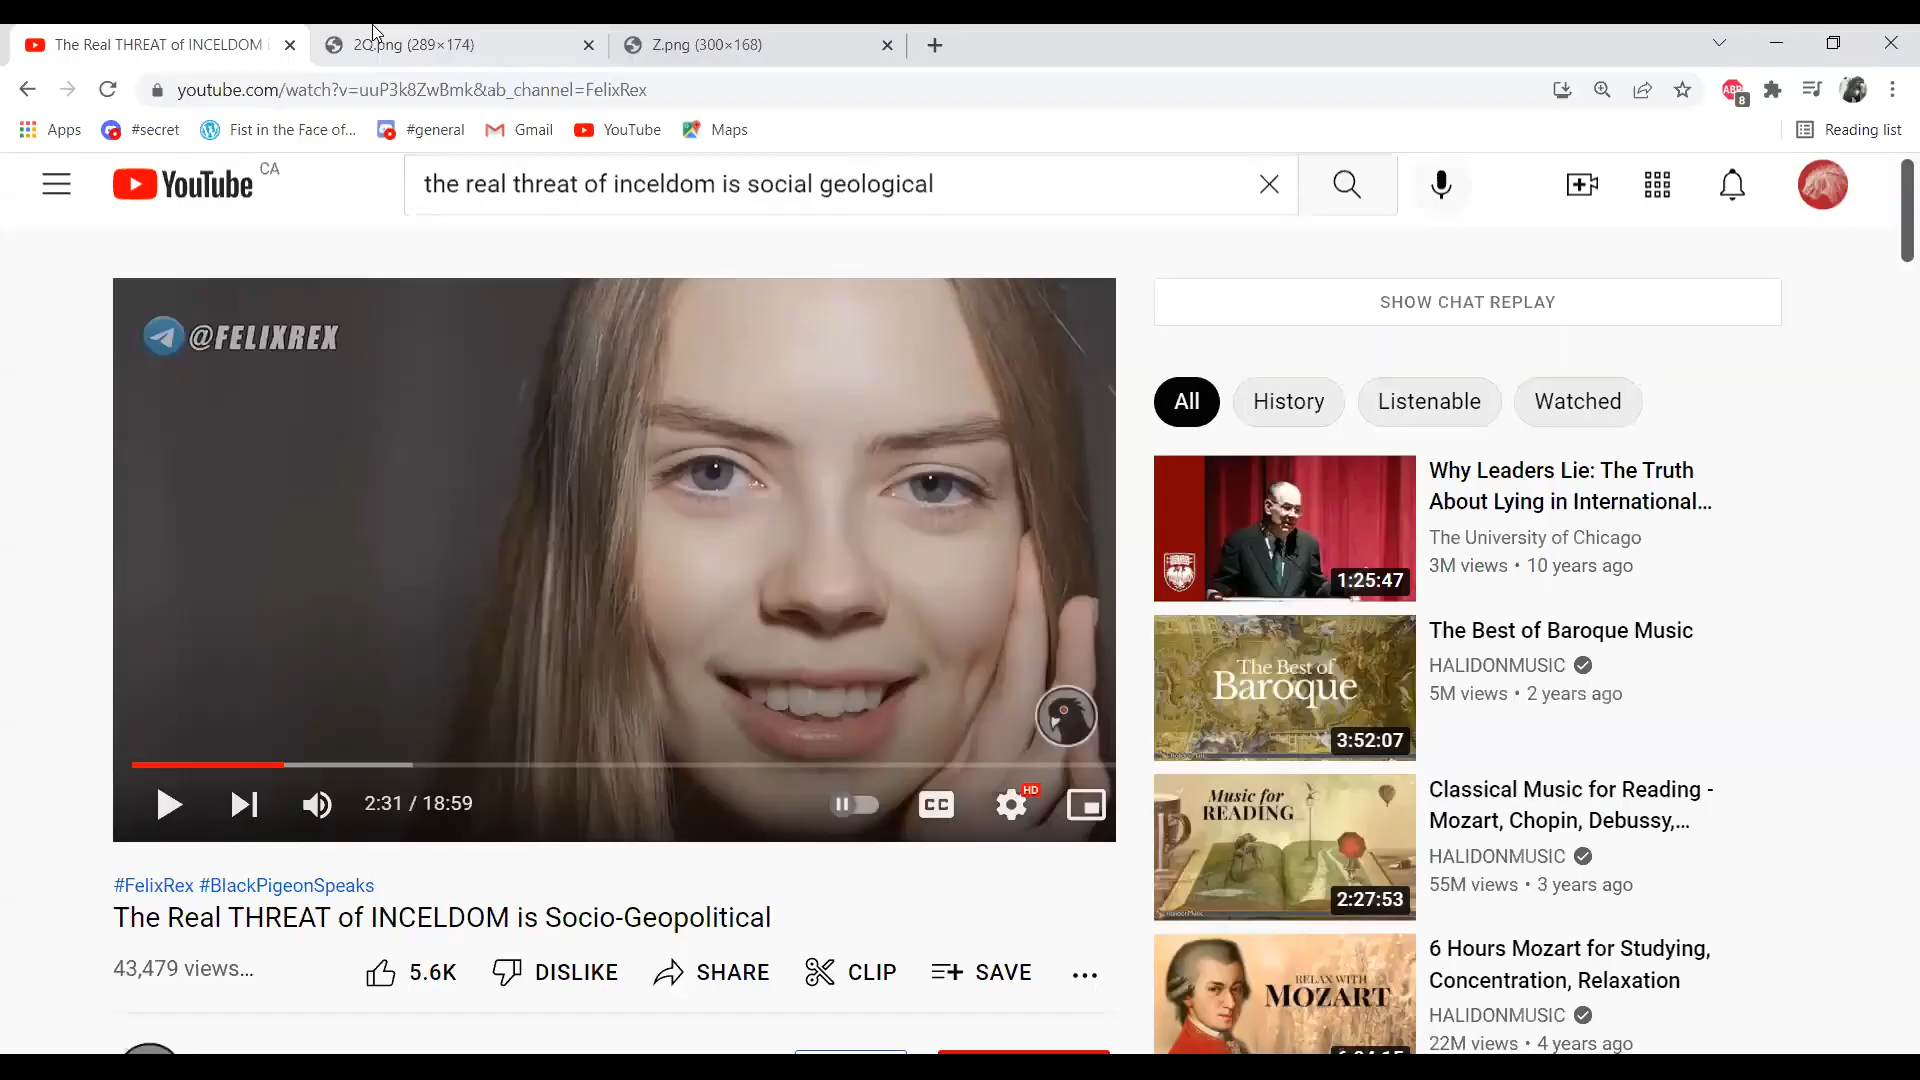 The Real THREAT of INCELDOM i
2Q.png (289×174)
Z.png (300×168)
youtube.com/watch?v=uuP3k8ZwBmk&ab_channel=FelixRex
ABP
8
Apps
#secret
Fist in the Face of...
#general
Gmail
YouTube
Maps
Reading list
YouTube
CA
the real threat of inceldom is social geological
@FELIXREX
2:31 / 18:59
CC
HD
#FelixRex #BlackPigeonSpeaks
The Real THREAT of INCELDOM is Socio-Geopolitical
43,479 views...
5.6K
DISLIKE
SHARE
CLIP
SAVE
SHOW CHAT REPLAY
All
History
Listenable
Watched
1:25:47
Why Leaders Lie: The Truth
About Lying in International...
The University of Chicago
3M views • 10 years ago
The Best of
Baroque
3:52:07
The Best of Baroque Music
HALIDONMUSIC
5M views • 2 years ago
Music for
READING
2:27:53
Classical Music for Reading -
Mozart, Chopin, Debussy,...
HALIDONMUSIC
55M views • 3 years ago
RELAX WITH
MOZART
6 Hours Mozart for Studying,
Concentration, Relaxation
HALIDONMUSIC
22M views • 4 years ago